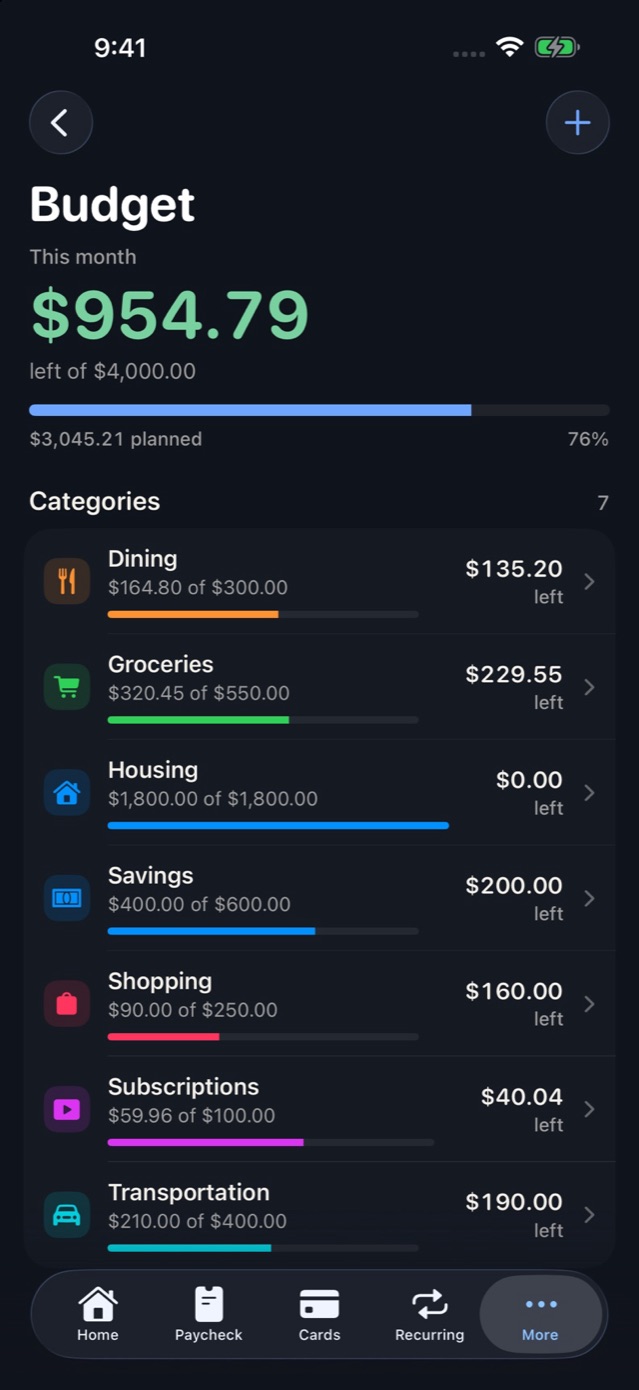 9:41
Budget
This month
$954.79
left of $4,000.00
$3,045.21 planned
76%
Categories
7
Dining
$164.80 of $300.00
$135.20
left
Groceries
$320.45 of $550.00
$229.55
left
Housing
$1,800.00 of $1,800.00
$0.00
left
Savings
$400.00 of $600.00
$200.00
left
Shopping
$90.00 of $250.00
$160.00
left
Subscriptions
$59.96 of $100.00
$40.04
left
Transportation
$210.00 of $400.00
$190.00
left
Home
Paycheck
Cards
Recurring
More